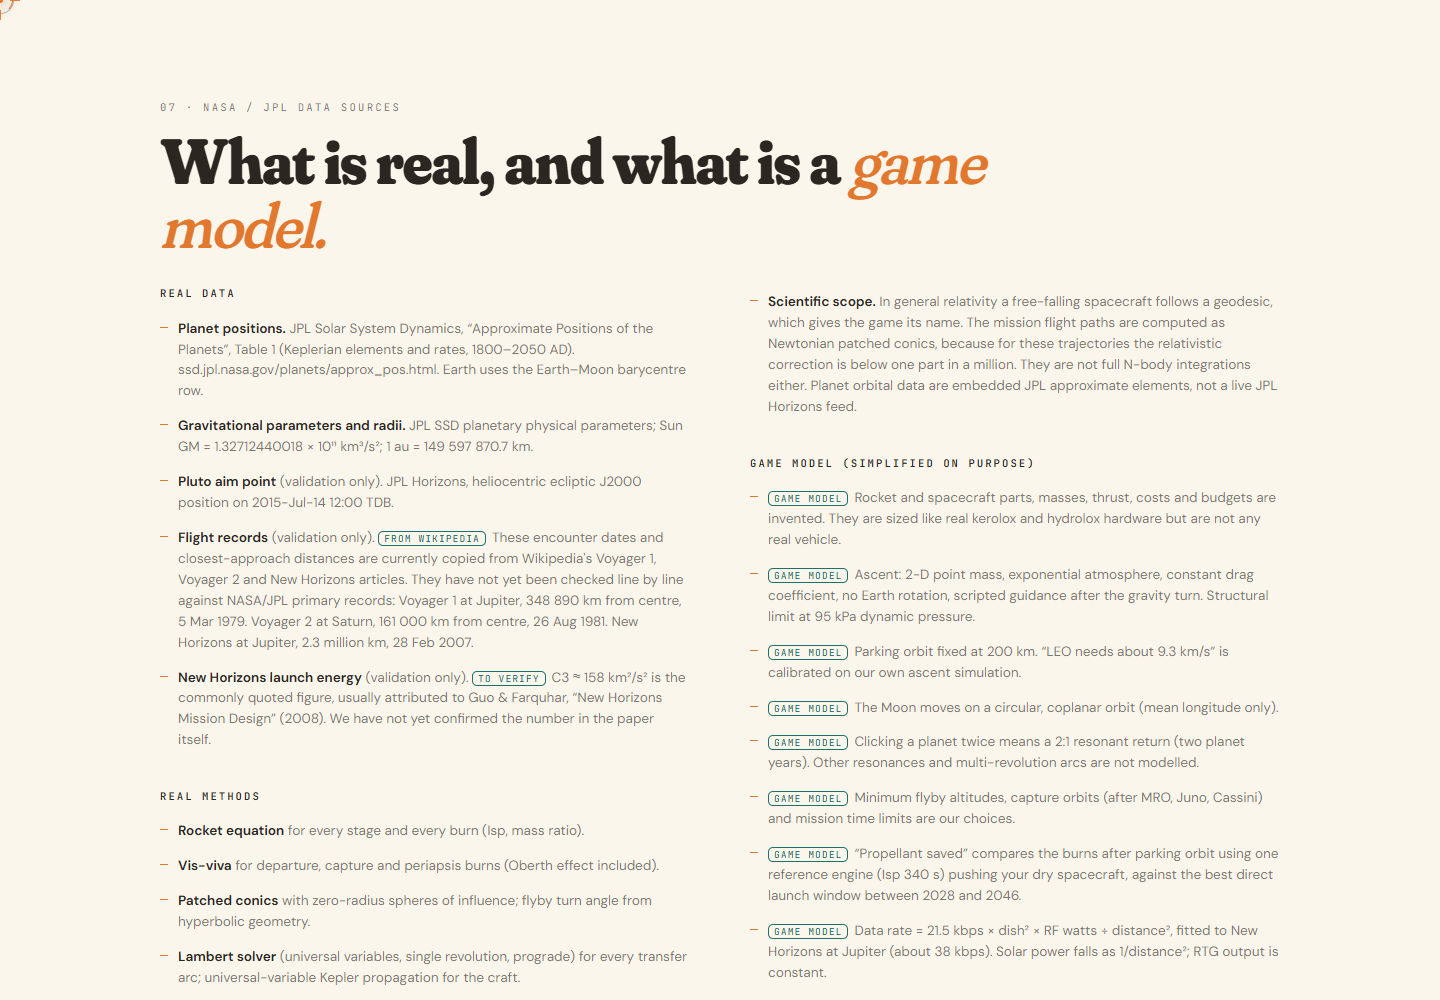 07 · NASA / JPL DATA SOURCES
What is real, and what is a game
model.
REAL DATA
— Planet positions. JPL Solar System Dynamics, “Approximate Positions of the
Planets”, Table 1 (Keplerian elements and rates, 1800–2050 AD).
ssd.jpl.nasa.gov/planets/approx_pos.html. Earth uses the Earth–Moon barycentre
row.
— Gravitational parameters and radii. JPL SSD planetary physical parameters; Sun
GM = 1.32712440018 × 10¹¹ km³/s²; 1 au = 149 597 870.7 km.
— Pluto aim point (validation only). JPL Horizons, heliocentric ecliptic J2000
position on 2015-Jul-14 12:00 TDB.
— Flight records (validation only). FROM WIKIPEDIA These encounter dates and
closest-approach distances are currently copied from Wikipedia's Voyager 1,
Voyager 2 and New Horizons articles. They have not yet been checked line by line
against NASA/JPL primary records: Voyager 1 at Jupiter, 348 890 km from centre,
5 Mar 1979. Voyager 2 at Saturn, 161 000 km from centre, 26 Aug 1981. New
Horizons at Jupiter, 2.3 million km, 28 Feb 2007.
— New Horizons launch energy (validation only). TO VERIFY C3 ≈ 158 km²/s² is the
commonly quoted figure, usually attributed to Guo & Farquhar, “New Horizons
Mission Design” (2008). We have not yet confirmed the number in the paper
itself.
REAL METHODS
— Rocket equation for every stage and every burn (Isp, mass ratio).
— Vis-viva for departure, capture and periapsis burns (Oberth effect included).
— Patched conics with zero-radius spheres of influence; flyby turn angle from
hyperbolic geometry.
— Lambert solver (universal variables, single revolution, prograde) for every transfer
arc; universal-variable Kepler propagation for the craft.
— Scientific scope. In general relativity a free-falling spacecraft follows a geodesic,
which gives the game its name. The mission flight paths are computed as
Newtonian patched conics, because for these trajectories the relativistic
correction is below one part in a million. They are not full N-body integrations
either. Planet orbital data are embedded JPL approximate elements, not a live JPL
Horizons feed.
GAME MODEL (SIMPLIFIED ON PURPOSE)
— GAME MODEL Rocket and spacecraft parts, masses, thrust, costs and budgets are
invented. They are sized like real kerolox and hydrolox hardware but are not any
real vehicle.
— GAME MODEL Ascent: 2-D point mass, exponential atmosphere, constant drag
coefficient, no Earth rotation, scripted guidance after the gravity turn. Structural
limit at 95 kPa dynamic pressure.
— GAME MODEL Parking orbit fixed at 200 km. “LEO needs about 9.3 km/s” is
calibrated on our own ascent simulation.
— GAME MODEL The Moon moves on a circular, coplanar orbit (mean longitude only).
— GAME MODEL Clicking a planet twice means a 2:1 resonant return (two planet
years). Other resonances and multi-revolution arcs are not modelled.
— GAME MODEL Minimum flyby altitudes, capture orbits (after MRO, Juno, Cassini)
and mission time limits are our choices.
— GAME MODEL “Propellant saved” compares the burns after parking orbit using one
reference engine (Isp 340 s) pushing your dry spacecraft, against the best direct
launch window between 2028 and 2046.
— GAME MODEL Data rate = 21.5 kbps × dish² × RF watts ÷ distance², fitted to New
Horizons at Jupiter (about 38 kbps). Solar power falls as 1/distance²; RTG output is
constant.